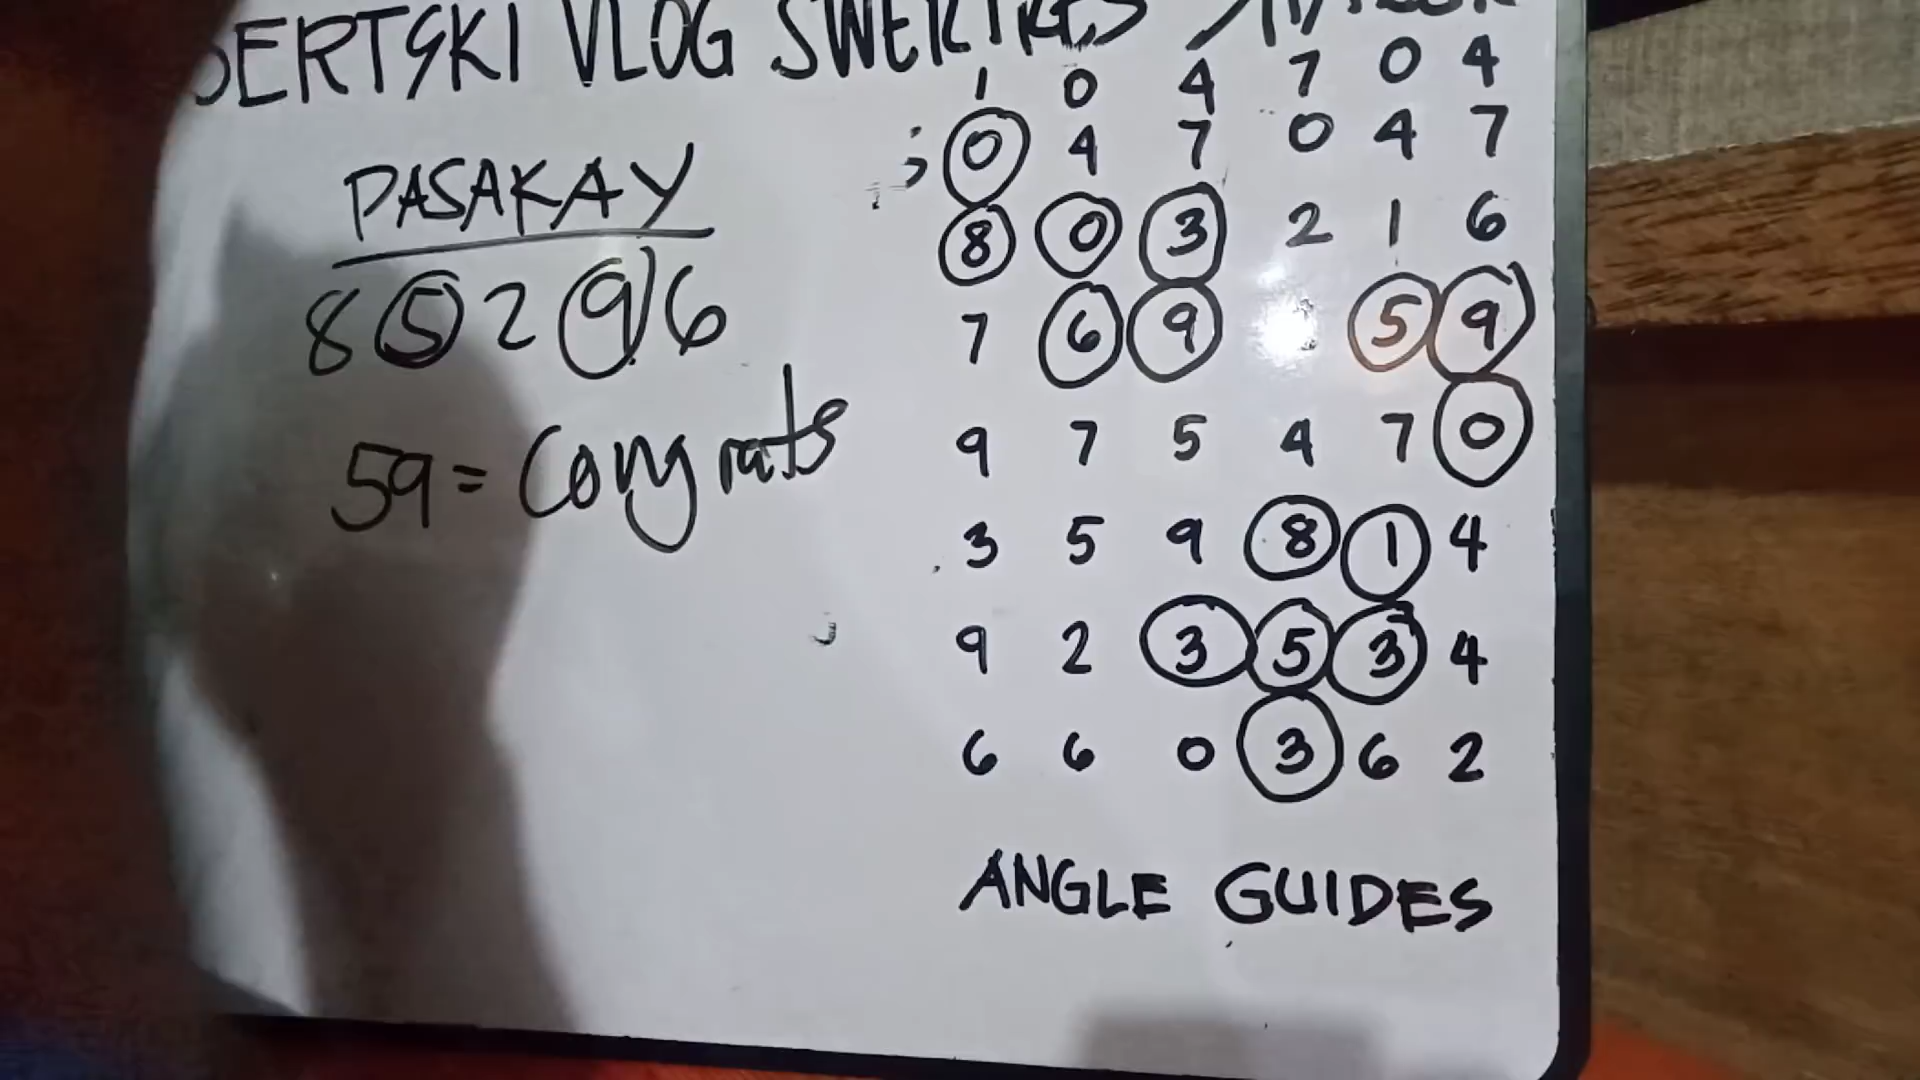 BERTSKI VLOG SWERTRES
1 0 4 7 0 4
0 4 7 0 4 7
PASAKAY
8 0 3 2 1 6
8 5 2 9 6
7 6 9 5 9
59 = Congrats
9 7 5 4 7 0
3 5 9 8 1 4
9 2 3 5 3 4
6 6 0 3 6 2
ANGLE GUIDES